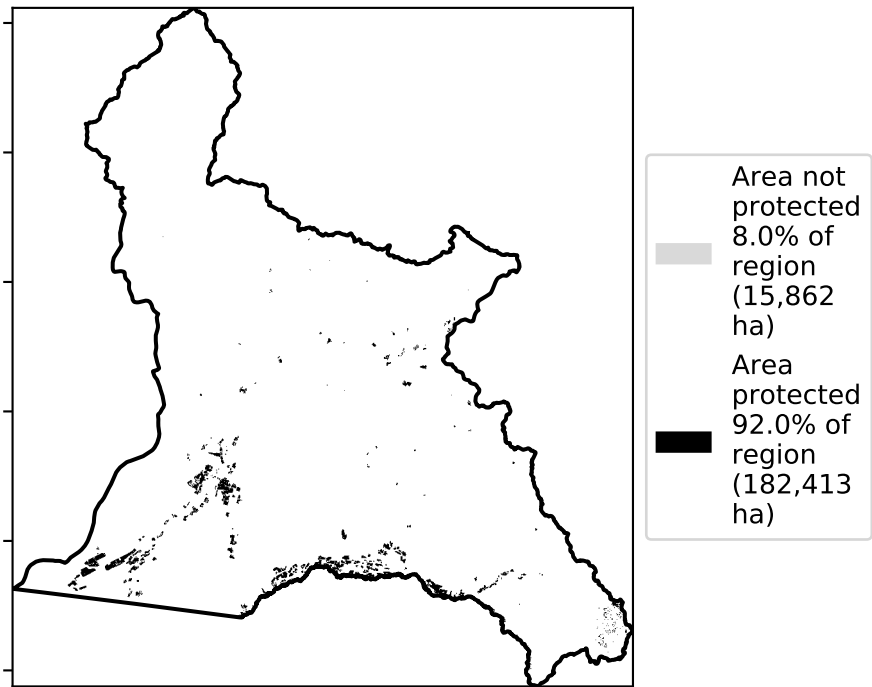 Area not
protected
8.0% of
region
(15,862
ha)
Area
protected
92.0% of
region
(182,413
ha)